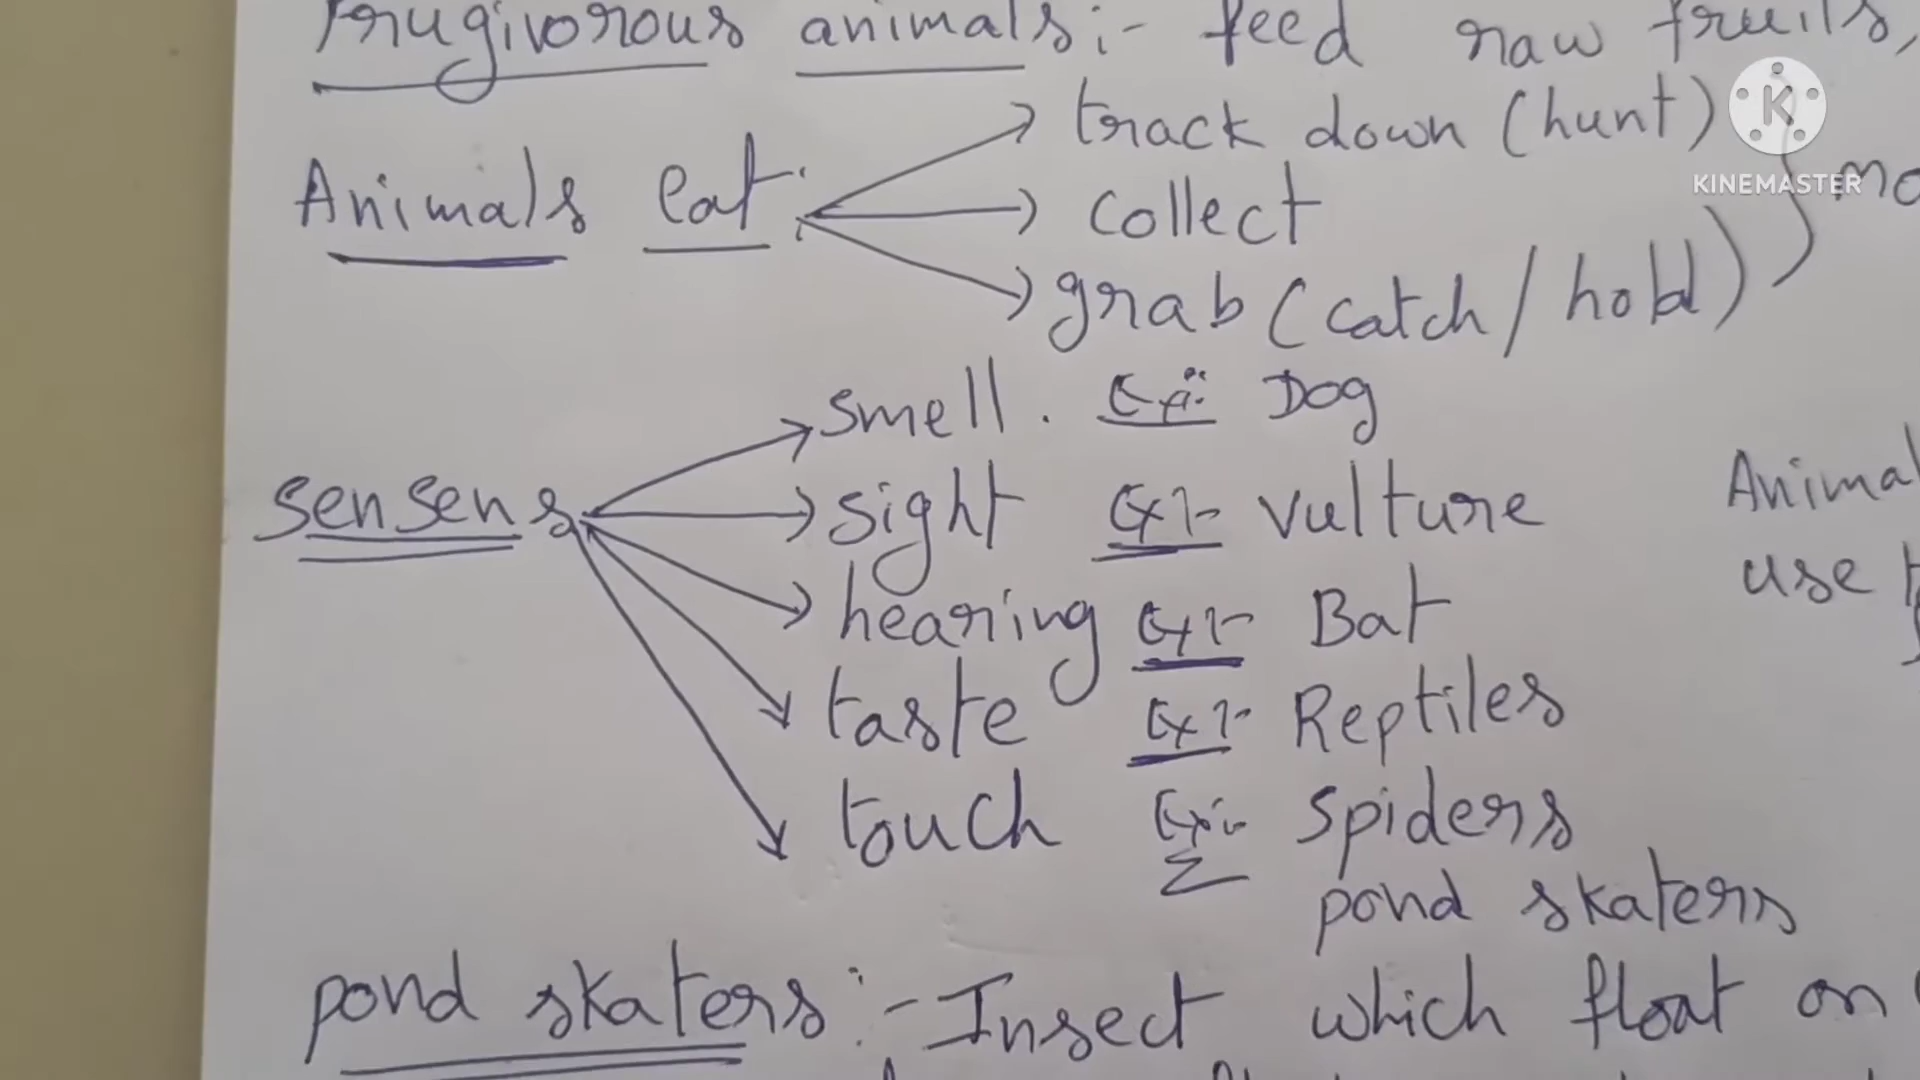 Frugivorous animals :- feed raw fruits,
Animals eat :
track down (hunt)
collect
grab (catch / hold)
K
KINEMASTER
sensens
smell . Ex:- Dog
sight Ex:- vulture
hearing Ex:- Bat
taste Ex:- Reptiles
touch Ex:- spiders
pond skaters
Animal
use
pond skaters :- Insect which float on